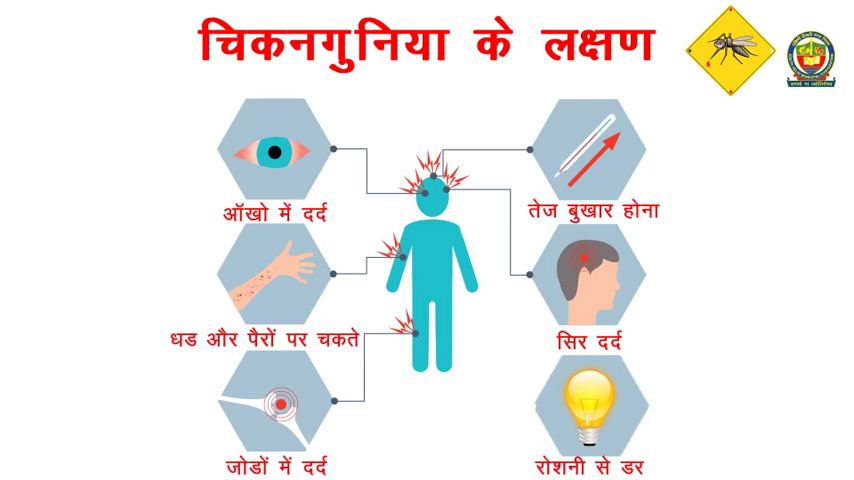 चिकनगुनिया के लक्षण
ऑखो में दर्द
तेज बुखार होना
धड और पैरों पर चकते
सिर दर्द
जोडों में दर्द
रोशनी से डर